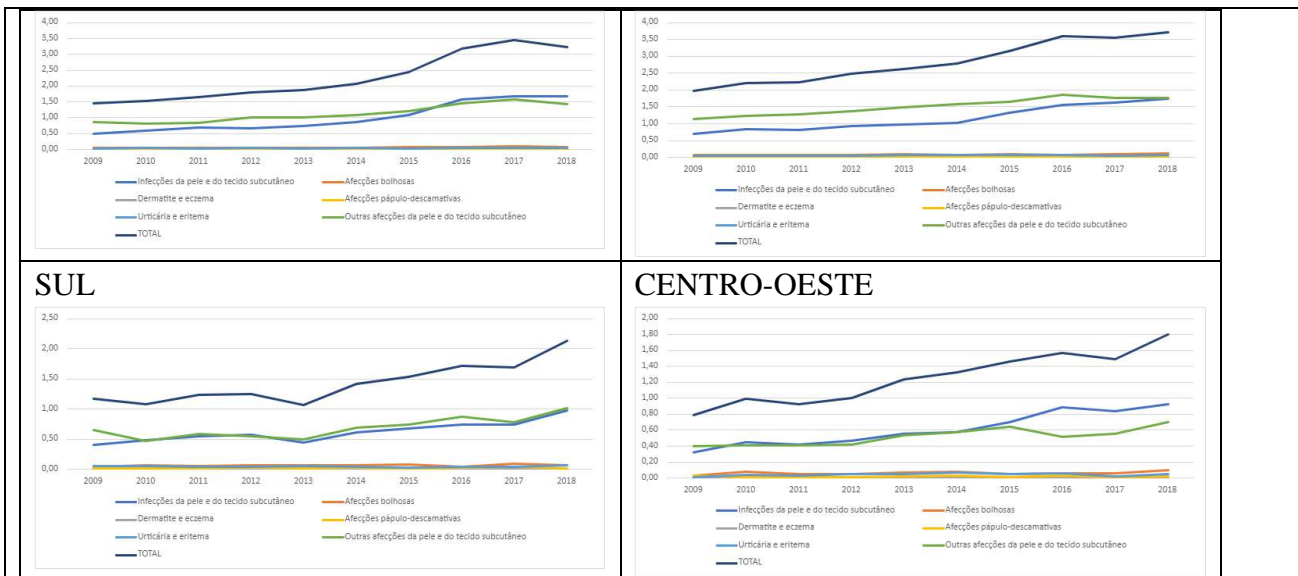 4,00
3,50
3,00
2,50
2,00
1,50
1,00
0,50
0,00
2009 2010 2011 2012 2013 2014 2015 2016 2017 2018
Infecções da pele e do tecido subcutâneo Afecções bolhosas
Dermatite e eczema Afecções pápulo-descamativas
Urticária e eritema Outras afecções da pele e do tecido subcutâneo
TOTAL
4,00
3,50
3,00
2,50
2,00
1,50
1,00
0,50
0,00
2009 2010 2011 2012 2013 2014 2015 2016 2017 2018
Infecções da pele e do tecido subcutâneo Afecções bolhosas
Dermatite e eczema Afecções pápulo-descamativas
Urticária e eritema Outras afecções da pele e do tecido subcutâneo
TOTAL
SUL
2,50
2,00
1,50
1,00
0,50
0,00
2009 2010 2011 2012 2013 2014 2015 2016 2017 2018
Infecções da pele e do tecido subcutâneo Afecções bolhosas
Dermatite e eczema Afecções pápulo-descamativas
Urticária e eritema Outras afecções da pele e do tecido subcutâneo
TOTAL
CENTRO-OESTE
2,00
1,80
1,60
1,40
1,20
1,00
0,80
0,60
0,40
0,20
0,00
2009 2010 2011 2012 2013 2014 2015 2016 2017 2018
Infecções da pele e do tecido subcutâneo Afecções bolhosas
Dermatite e eczema Afecções pápulo-descamativas
Urticária e eritema Outras afecções da pele e do tecido subcutâneo
TOTAL